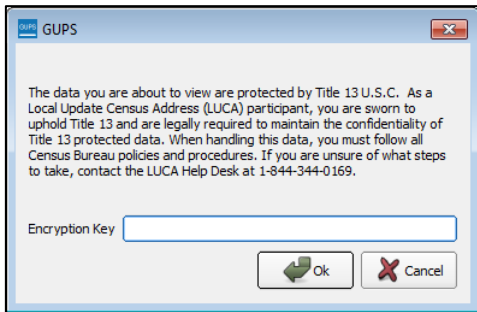 GUPS GUPS
The data you are about to view are protected by Title 13 U.S.C. As a
Local Update Census Address (LUCA) participant, you are sworn to
uphold Title 13 and are legally required to maintain the confidentiality of
Title 13 protected data. When handling this data, you must follow all
Census Bureau policies and procedures. If you are unsure of what steps
to take, contact the LUCA Help Desk at 1-844-344-0169.
Encryption Key
Ok Cancel